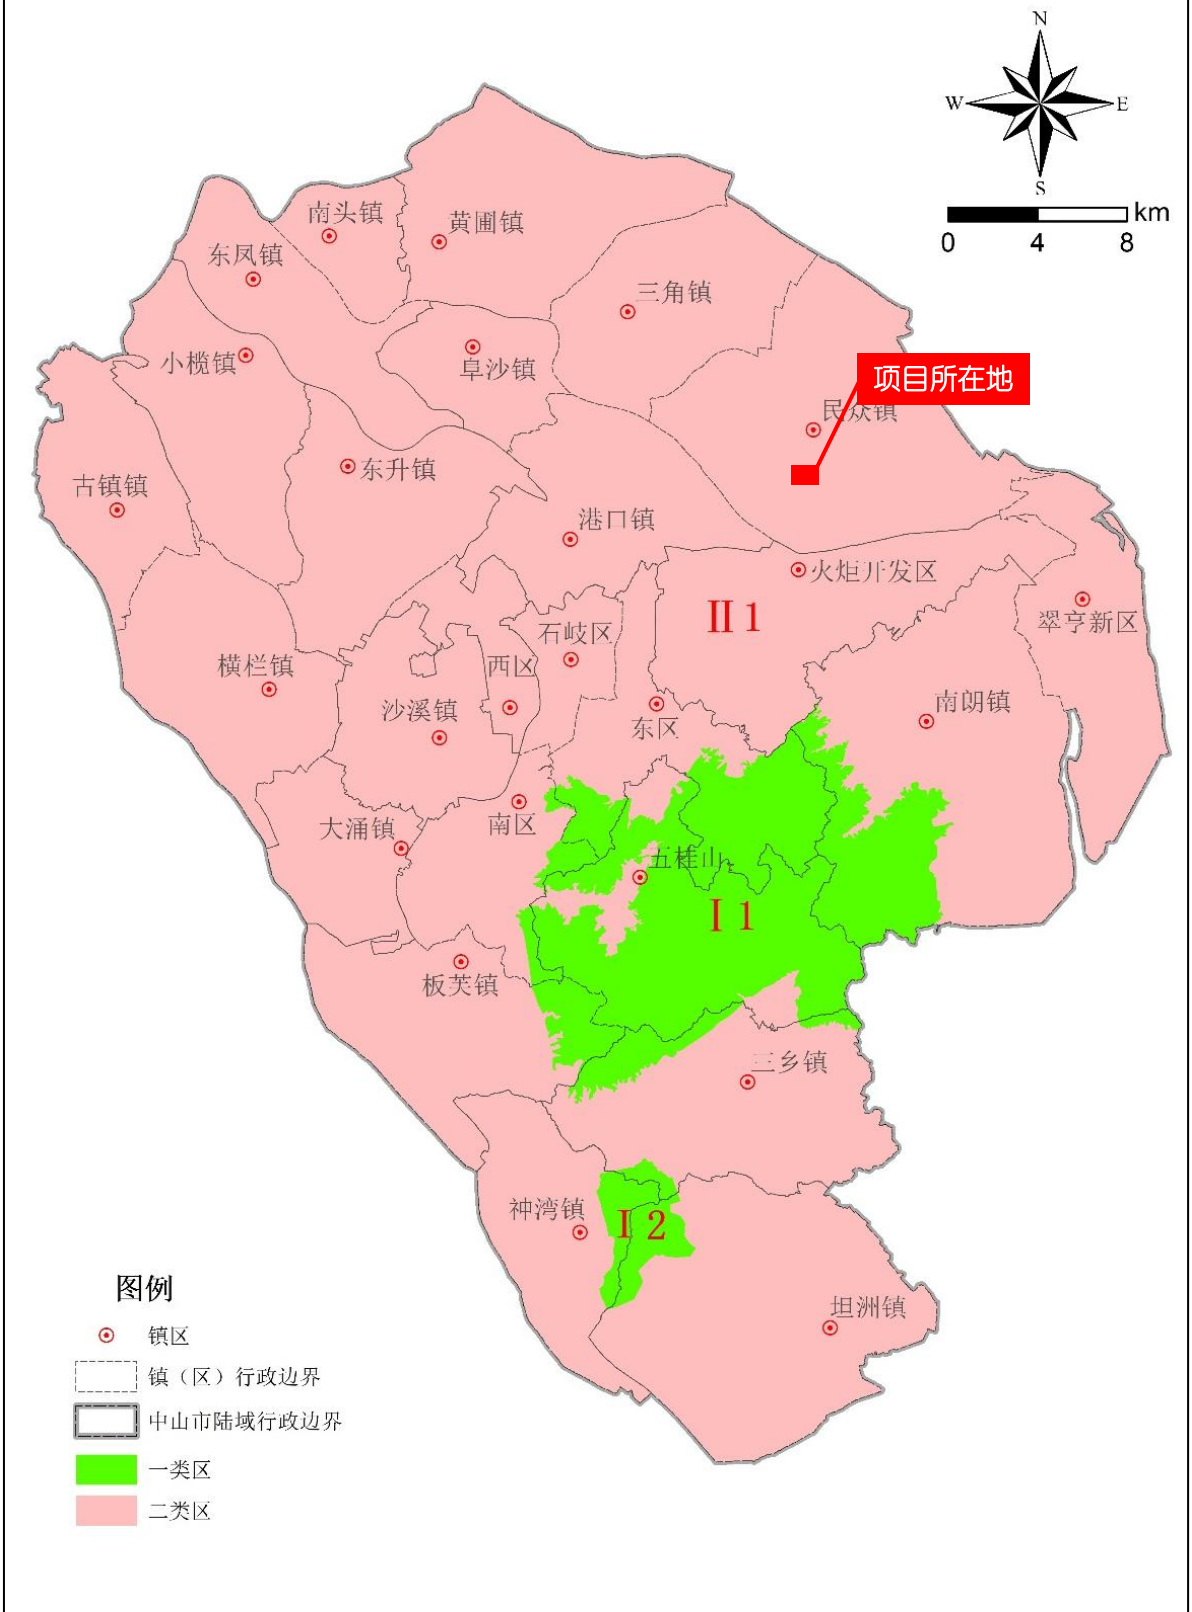 N
W
E
S
km
0
4
8
南头镇
黄圃镇
东凤镇
三角镇
小榄镇
阜沙镇
项目所在地
民众镇
东升镇
古镇镇
港口镇
火炬开发区
II 1
翠亨新区
石岐区
西区
横栏镇
沙溪镇
东区
南朗镇
南区
大涌镇
五桂山
I 1
板芙镇
三乡镇
神湾镇
I 2
坦洲镇
图例
镇区
镇（区）行政边界
中山市陆域行政边界
一类区
二类区